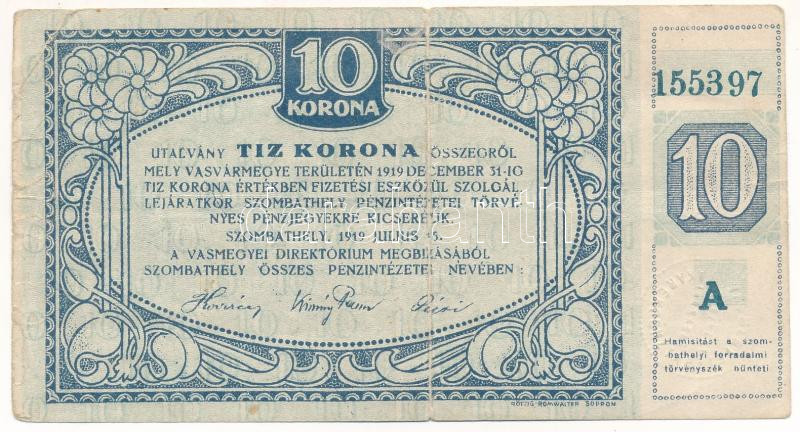 10
KORONA
UTALVÁNY TIZ KORONA ÖSSZEGRŐL
MELY VASVÁRMEGYE TERÜLETÉN 1919 DECEMBER 31-IG
TIZ KORONA ÉRTÉKBEN FIZETÉSI ESZKÖZÜL SZOLGÁL.
LEJÁRATKOR SZOMBATHELY PÉNZINTÉZETEI TÖRVÉ
NYES PÉNZJEGYEKRE KICSERÉLIK.
SZOMBATHELY, 1919 JULIUS 15.
A VASMEGYEI DIREKTÓRIUM MEGBIZÁSÁBÓL
SZOMBATHELY ÖSSZES PÉNZINTÉZETEI NEVÉBEN:
RÖTTIG-ROMWALTER SOPRON
155397
10
A
Hamisitást a szom-
bathelyi forradalmi
törvényszék bünteti